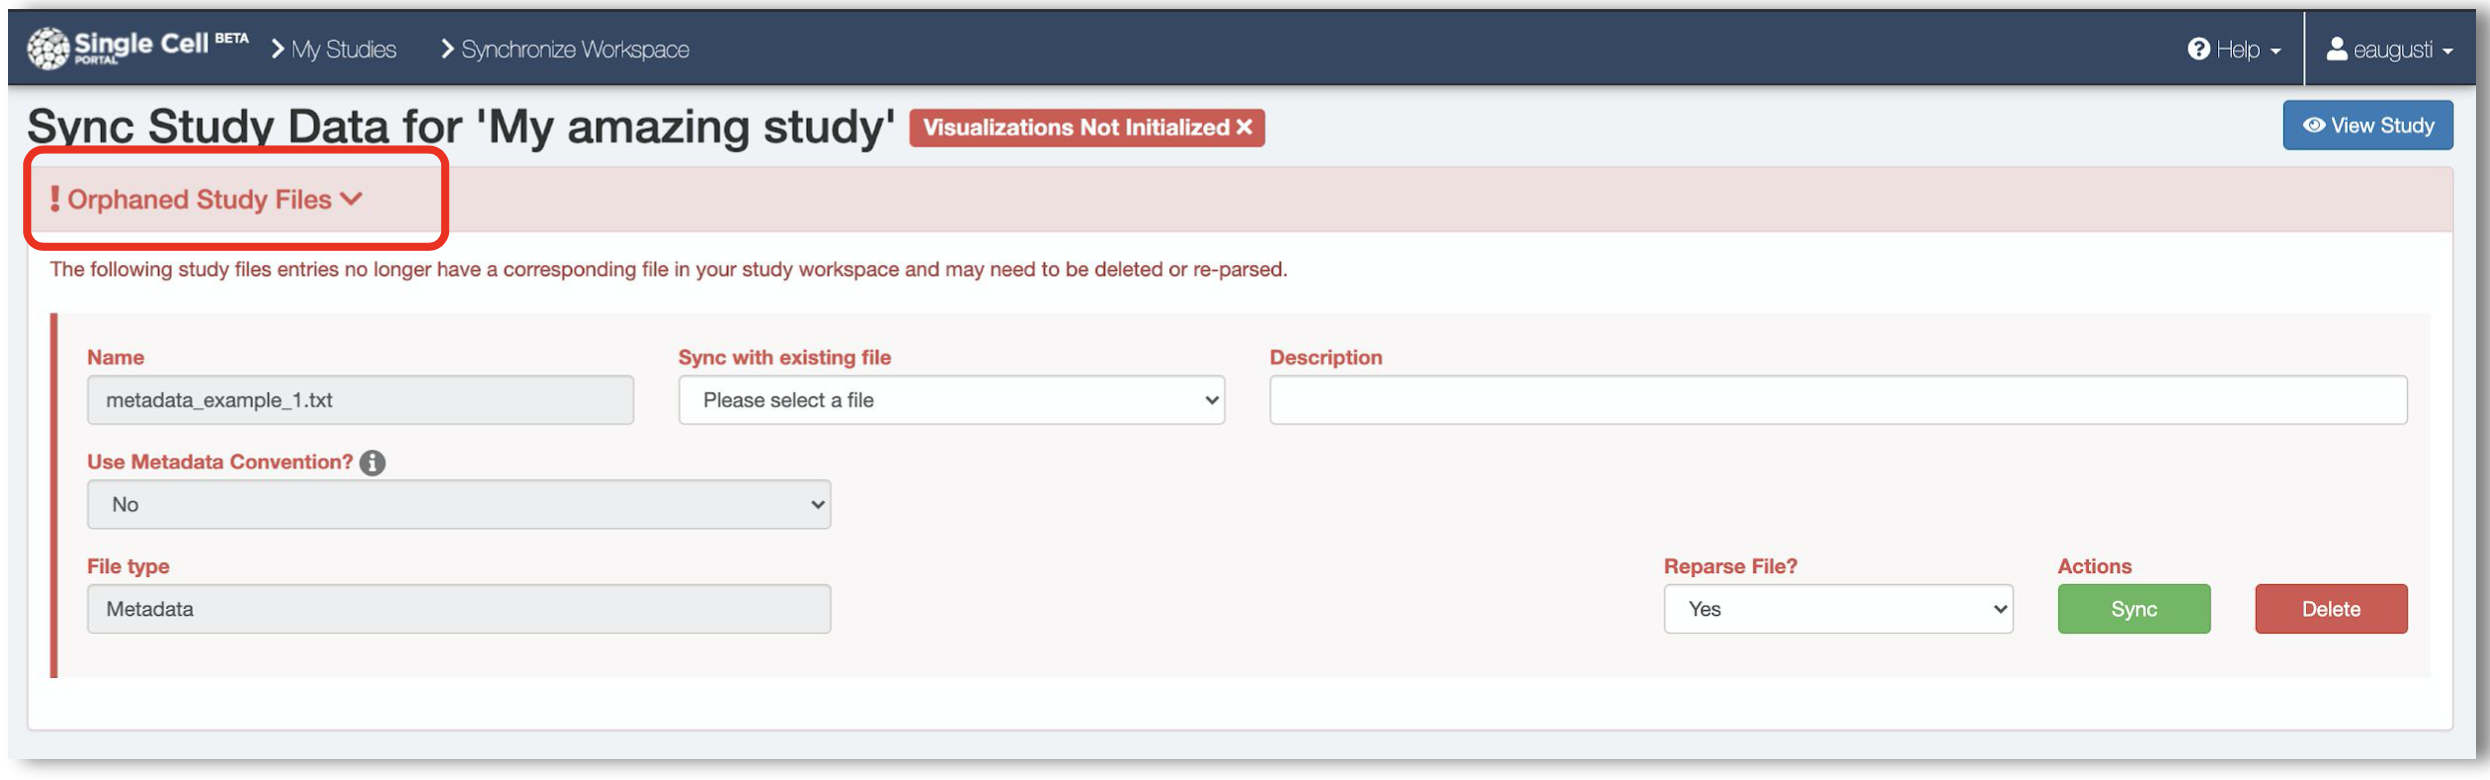 Single Cell BETA
PORTAL
My Studies
Synchronize Workspace
Help
eaugusti
Sync Study Data for 'My amazing study'
Visualizations Not Initialized
View Study
Orphaned Study Files
The following study files entries no longer have a corresponding file in your study workspace and may need to be deleted or re-parsed.
Name
Sync with existing file
Description
metadata_example_1.txt
Please select a file
Use Metadata Convention?
No
File type
Reparse File?
Actions
Metadata
Yes
Sync
Delete